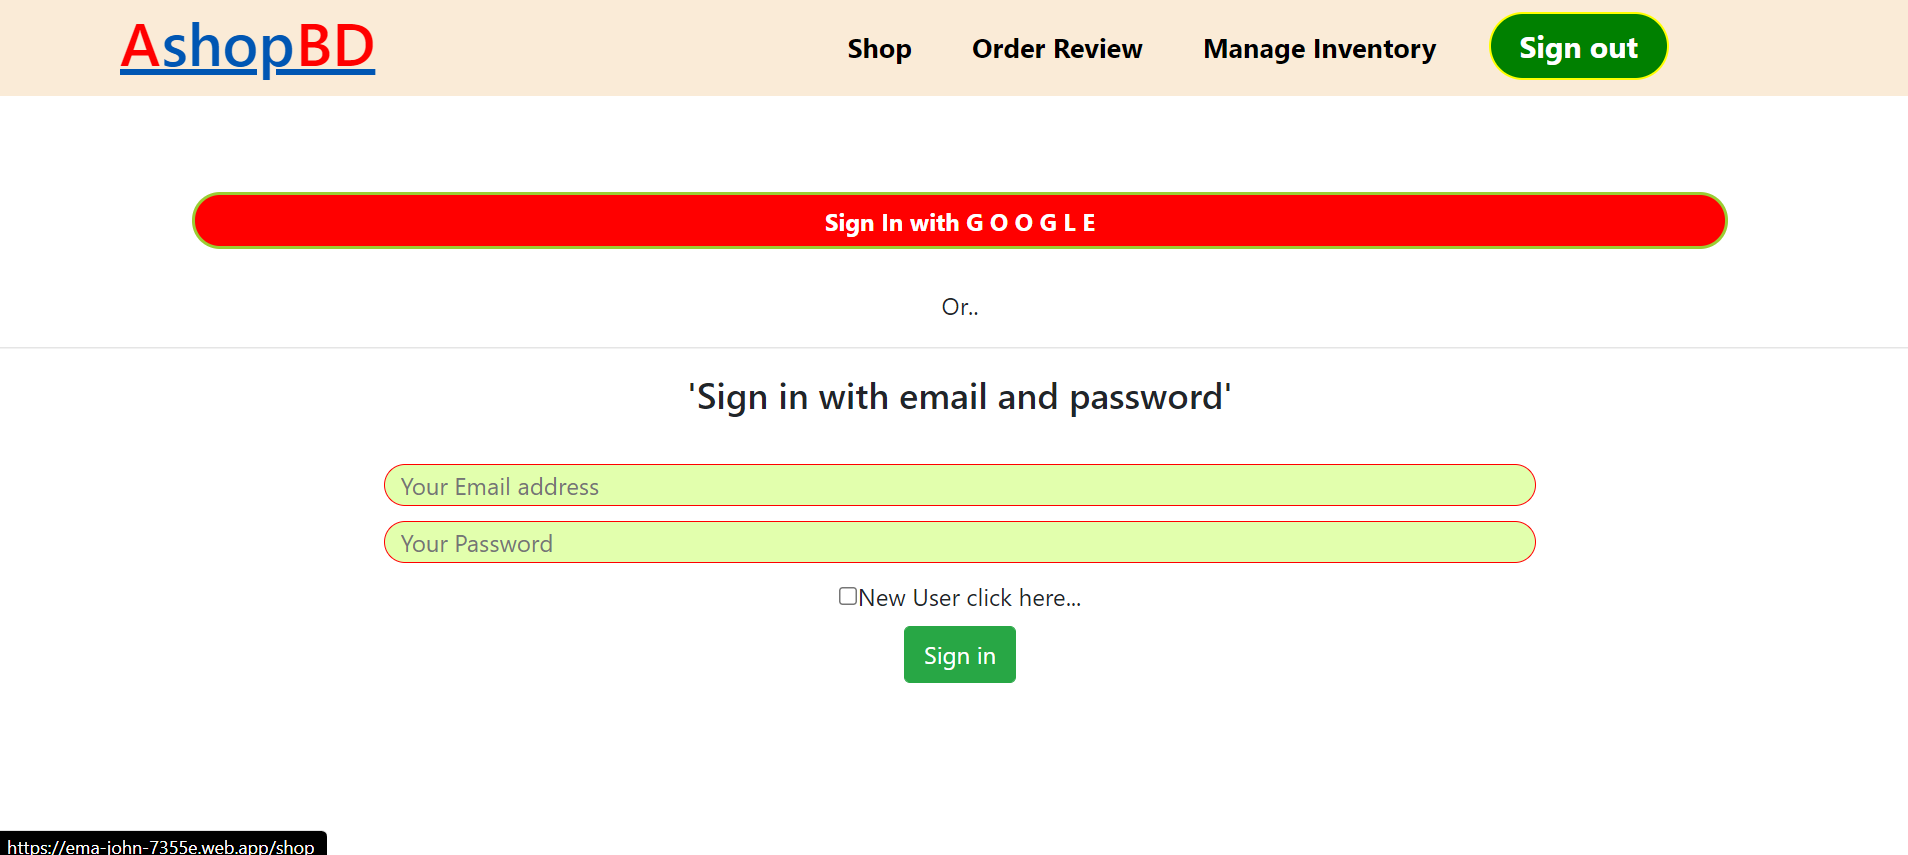 AshopBD
Shop
Order Review
Manage Inventory
Sign out
Sign In with G O O G L E
Or..
'Sign in with email and password'
Your Email address
Your Password
New User click here...
Sign in
https://ema-john-7355e.web.app/shop